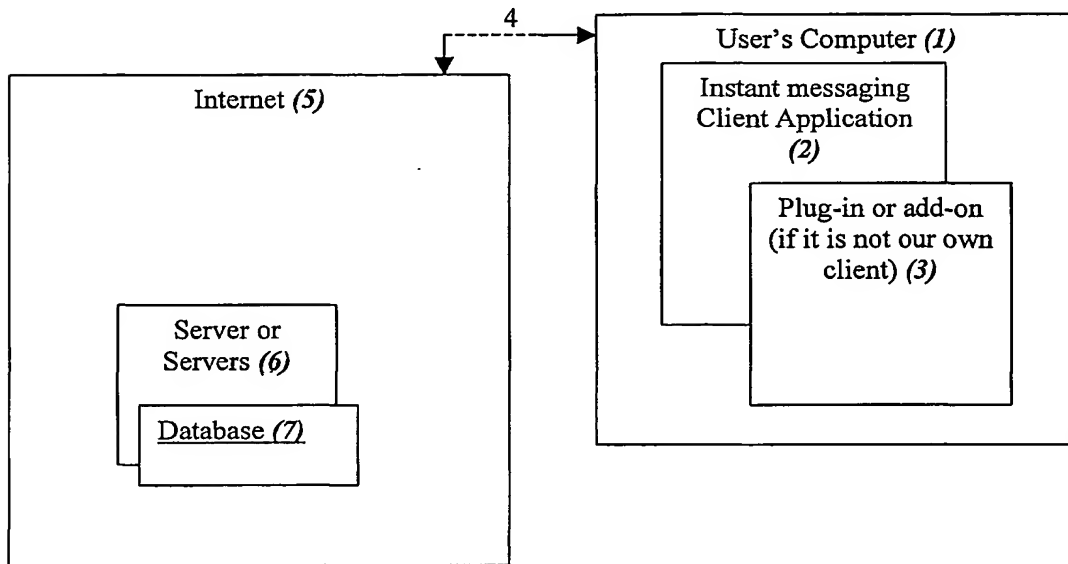 4
User's Computer (1)
Internet (5)
Instant messaging
Client Application
(2)
Plug-in or add-on
(if it is not our own
client) (3)
Server or
Servers (6)
Database (7)